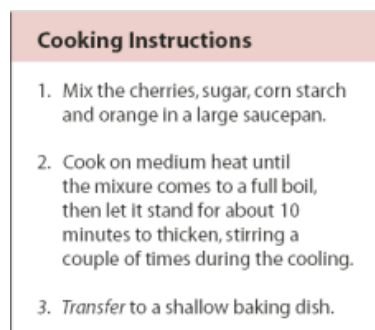 Cooking Instructions
1. Mix the cherries, sugar, corn starch
and orange in a large saucepan.
2. Cook on medium heat until
the mixure comes to a full boil,
then let it stand for about 10
minutes to thicken, stirring a
couple of times during the cooling.
3. Transfer to a shallow baking dish.